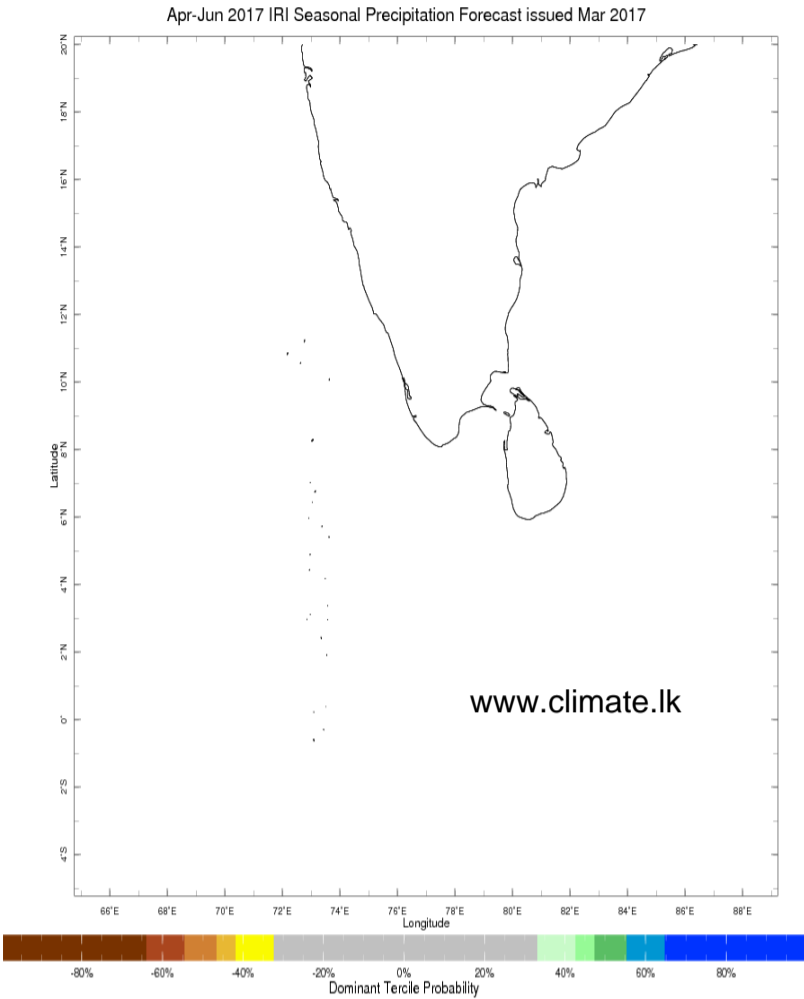 Apr-Jun 2017 IRI Seasonal Precipitation Forecast issued Mar 2017
20°N
18°N
16°N
14°N
12°N
10°N
8°N
6°N
4°N
2°N
0°
2°S
4°S
Latitude
www.climate.lk
66°E 68°E 70°E 72°E 74°E 76°E 78°E 80°E 82°E 84°E 86°E 88°E
Longitude
-80% -60% -40% -20% 0% 20% 40% 60% 80%
Dominant Tercile Probability